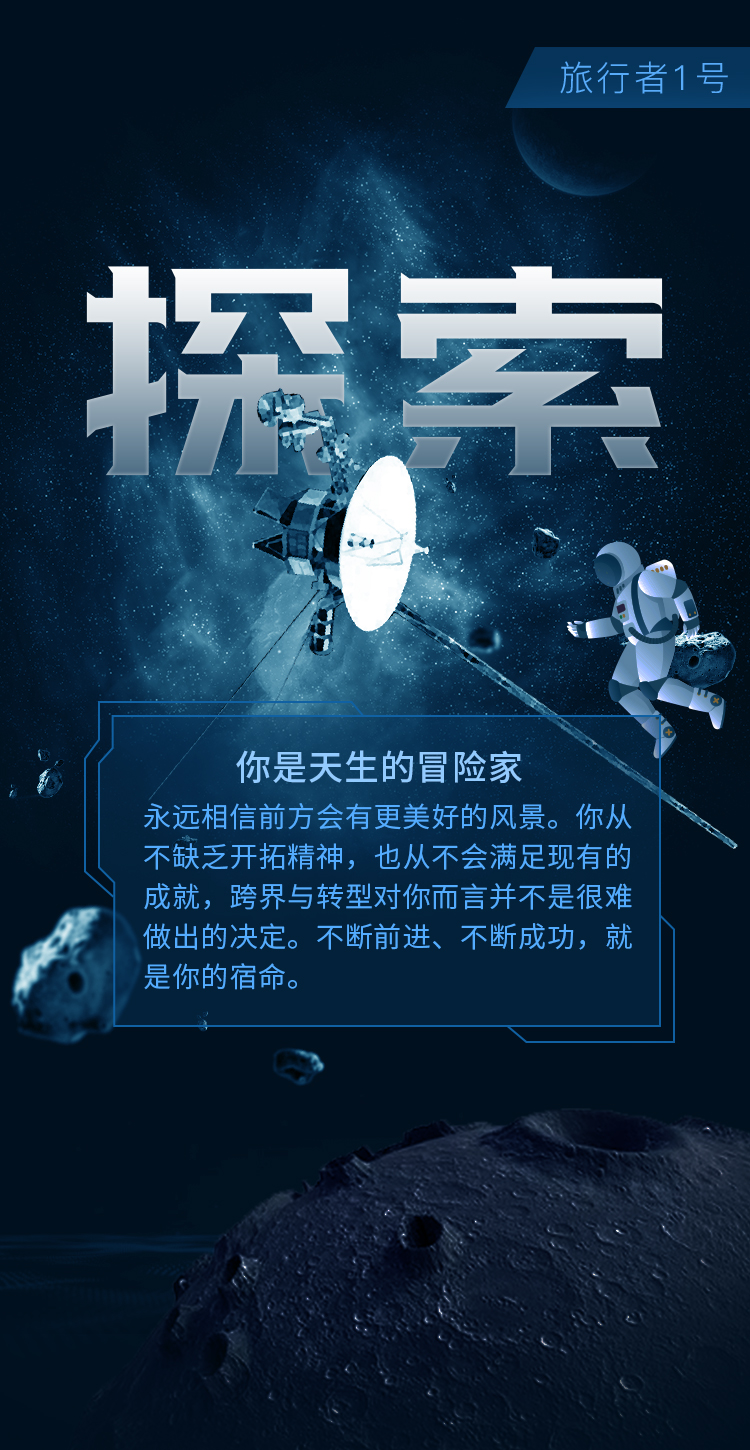 旅行者1号
探索
你是天生的冒险家
永远相信前方会有更美好的风景。你从
不缺乏开拓精神，也从不会满足现有的
成就，跨界与转型对你而言并不是很难
做出的决定。不断前进、不断成功，就
是你的宿命。